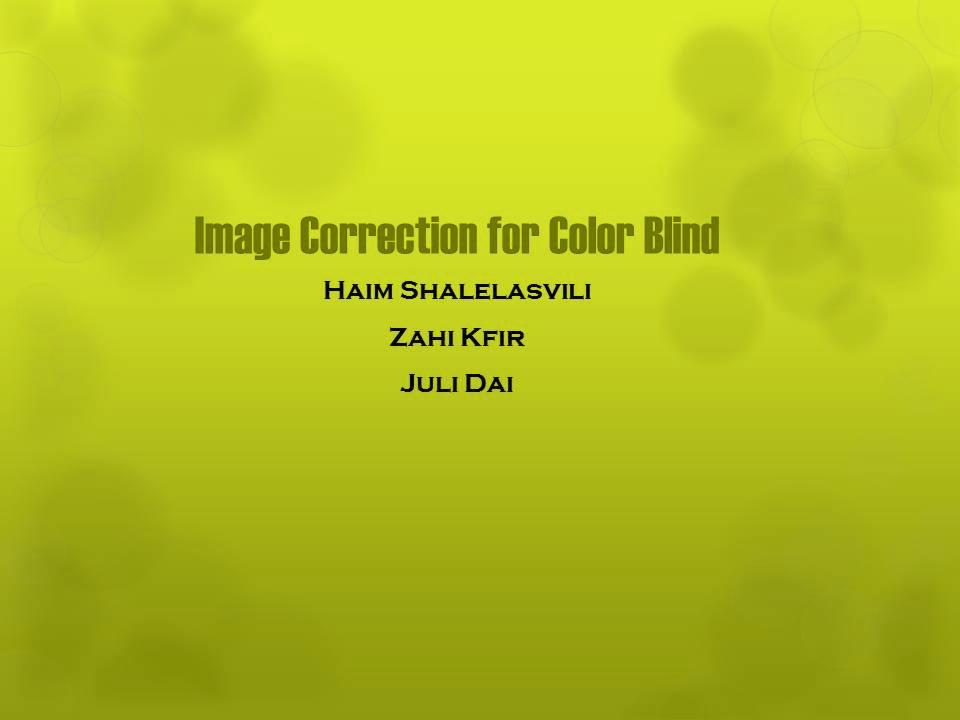 Image Correction for Color Blind
Haim Shalelasvili
Zahi Kfir
Juli Dai